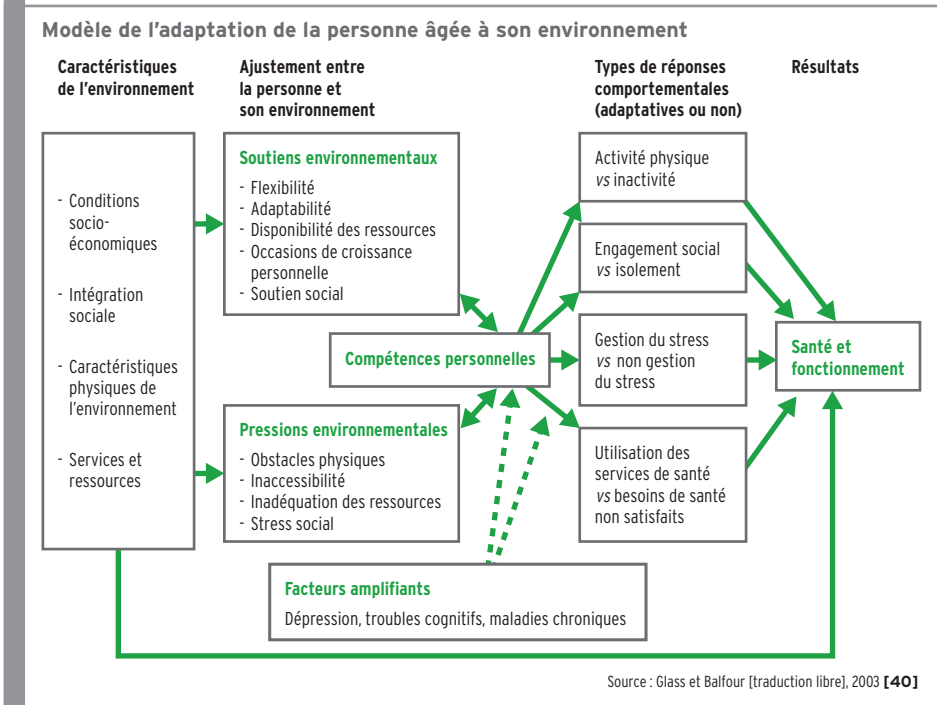 Modèle de l'adaptation de la personne âgée à son environnement
Caractéristiques
de l'environnement
Ajustement entre
la personne et
son environnement
Types de réponses
comportementales
(adaptatives ou non)
Résultats
- Conditions
socio-
économiques
- Intégration
sociale
- Caractéristiques
physiques de
l'environnement
- Services et
ressources
Soutiens environnementaux
- Flexibilité
- Adaptabilité
- Disponibilité des ressources
- Occasions de croissance
personnelle
- Soutien social
Compétences personnelles
Pressions environnementales
- Obstacles physiques
- Inaccessibilité
- Inadéquation des ressources
- Stress social
Facteurs amplifiants
Dépression, troubles cognitifs, maladies chroniques
Activité physique
vs inactivité
Engagement social
vs isolement
Gestion du stress
vs non gestion
du stress
Utilisation des
services de santé
vs besoins de santé
non satisfaits
Santé et
fonctionnement
Source : Glass et Balfour [traduction libre], 2003 [40]